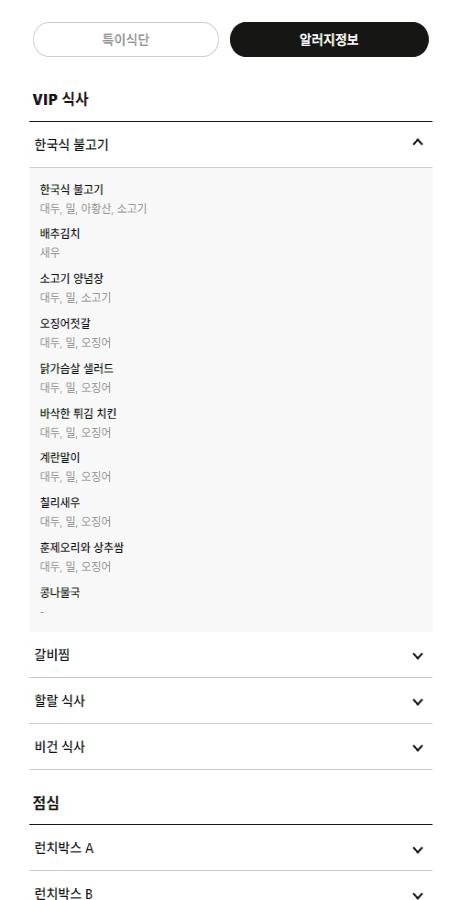 특이식단
알러지정보
VIP 식사
한국식 불고기
한국식 불고기
대두, 밀, 아황산, 소고기
배추김치
새우
소고기 양념장
대두, 밀, 소고기
오징어젓갈
대두, 밀, 오징어
닭가슴살 샐러드
대두, 밀, 오징어
바삭한 튀김 치킨
대두, 밀, 오징어
계란말이
대두, 밀, 오징어
칠리새우
대두, 밀, 오징어
훈제오리와 상추쌈
대두, 밀, 오징어
콩나물국
-
갈비찜
할랄 식사
비건 식사
점심
런치박스 A
런치박스 B